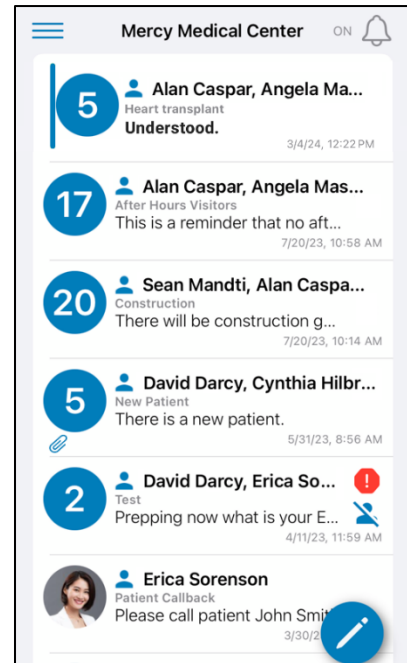 Mercy Medical Center ON
5 Alan Caspar, Angela Ma...
Heart transplant
Understood.
3/4/24, 12:22 PM
17 Alan Caspar, Angela Mas...
After Hours Visitors
This is a reminder that no aft...
7/20/23, 10:58 AM
20 Sean Mandti, Alan Caspa...
Construction
There will be construction g...
7/20/23, 10:14 AM
5 David Darcy, Cynthia Hilbr...
New Patient
There is a new patient.
5/31/23, 8:56 AM
2 David Darcy, Erica So... !
Test
Prepping now what is your E...
4/11/23, 11:59 AM
Erica Sorenson
Patient Callback
Please call patient John